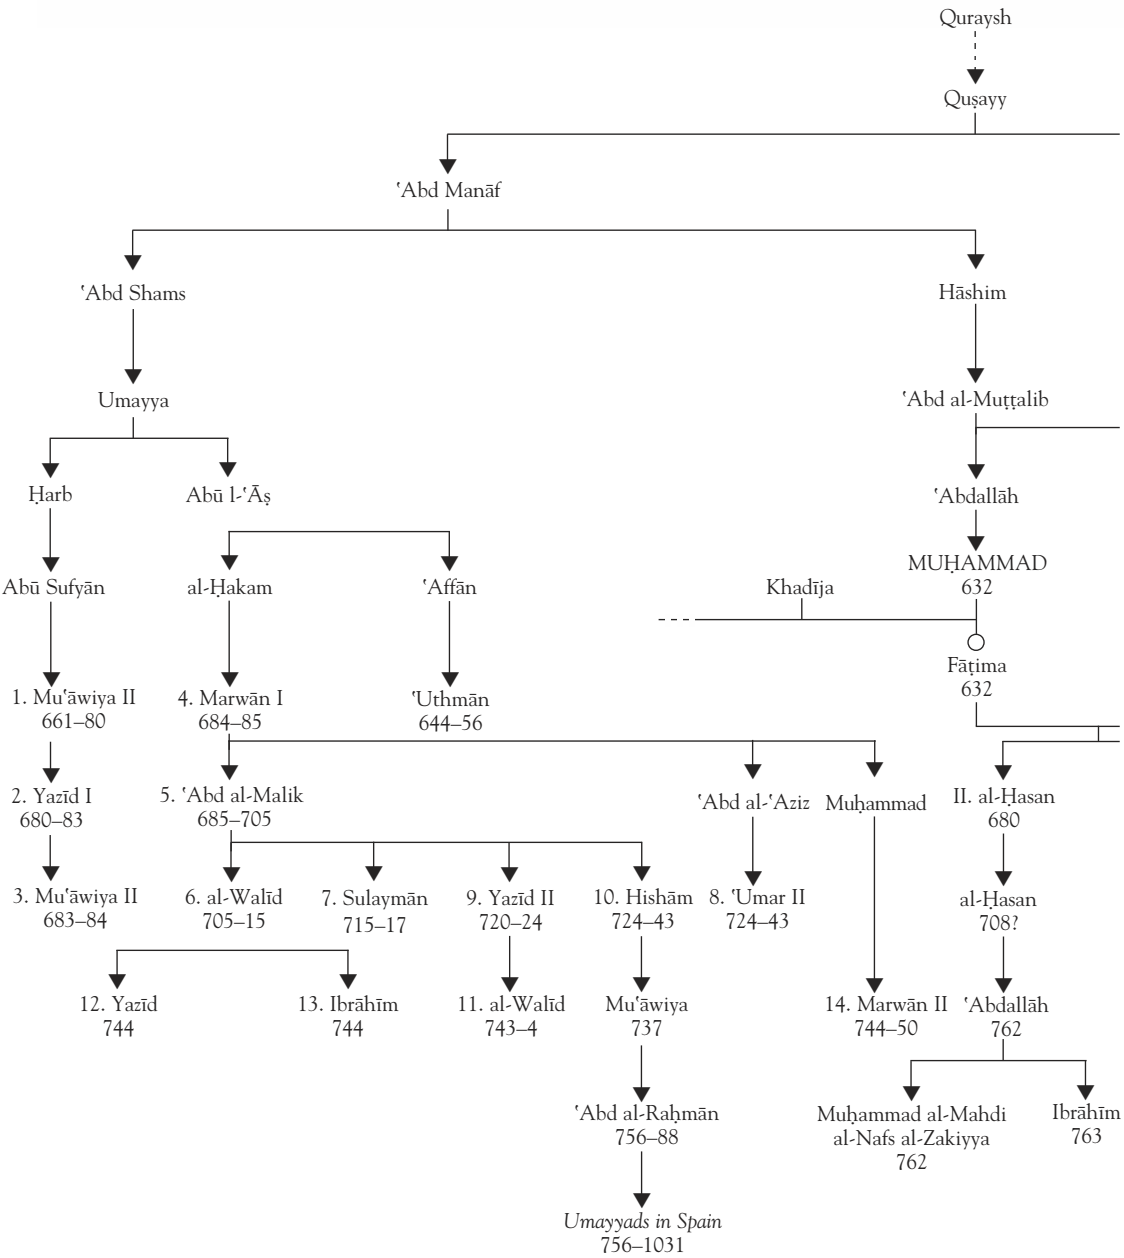 Quraysh
Quṣayy
ʿAbd Manāf
ʿAbd Shams
Hāshim
Umayya
ʿAbd al-Muṭṭalib
Ḥarb
Abū l-ʿĀṣ
ʿAbdallāh
Abū Sufyān
al-Ḥakam
ʿAffān
Khadīja
MUḤAMMAD
632
Fāṭima
632
1. Muʿāwiya II
661–80
4. Marwān I
684–85
ʿUthmān
644–56
2. Yazīd I
680–83
5. ʿAbd al-Malik
685–705
ʿAbd al-ʿAziz
Muḥammad
II. al-Ḥasan
680
3. Muʿāwiya II
683–84
6. al-Walīd
705–15
7. Sulaymān
715–17
9. Yazīd II
720–24
10. Hishām
724–43
8. ʿUmar II
724–43
al-Ḥasan
708?
12. Yazīd
744
13. Ibrāhīm
744
11. al-Walīd
743–4
Muʿāwiya
737
14. Marwān II
744–50
ʿAbdallāh
762
ʿAbd al-Raḥmān
756–88
Muḥammad al-Mahdi
al-Nafs al-Zakiyya
762
Ibrāhīm
763
Umayyads in Spain
756–1031